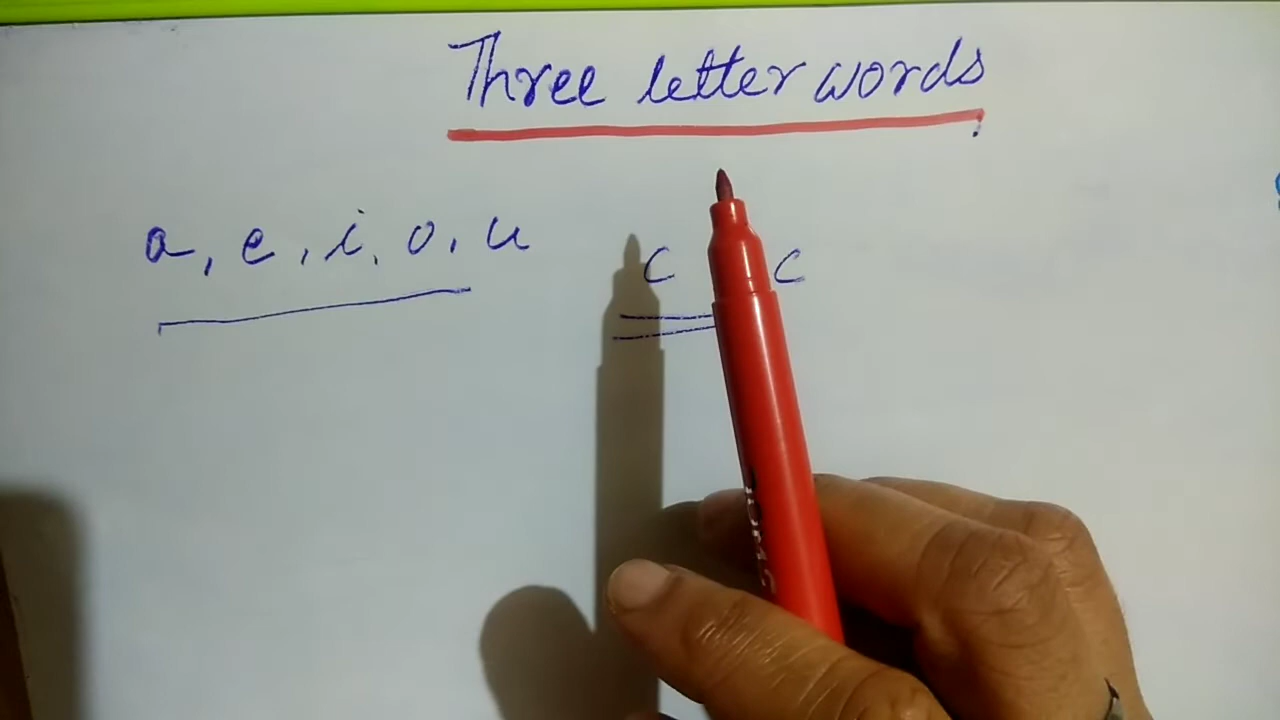 Three letter words
a, e, i, o, u c c